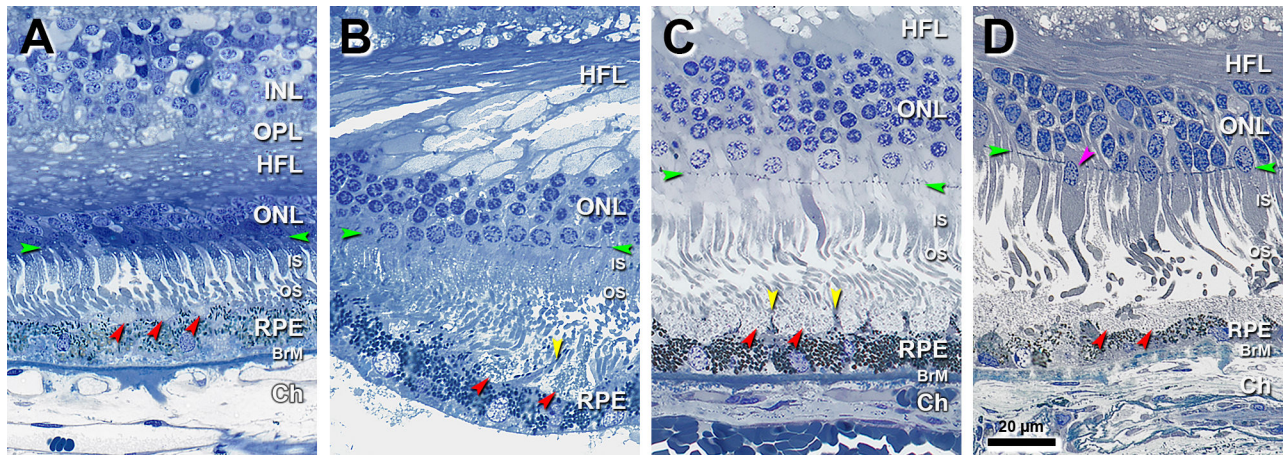 A
INL
OPL
HFL
ONL
IS
OS
RPE
BrM
Ch
B
HFL
ONL
IS
OS
RPE
C
HFL
ONL
IS
OS
RPE
BrM
Ch
D
HFL
ONL
IS
OS
RPE
BrM
Ch
20 µm